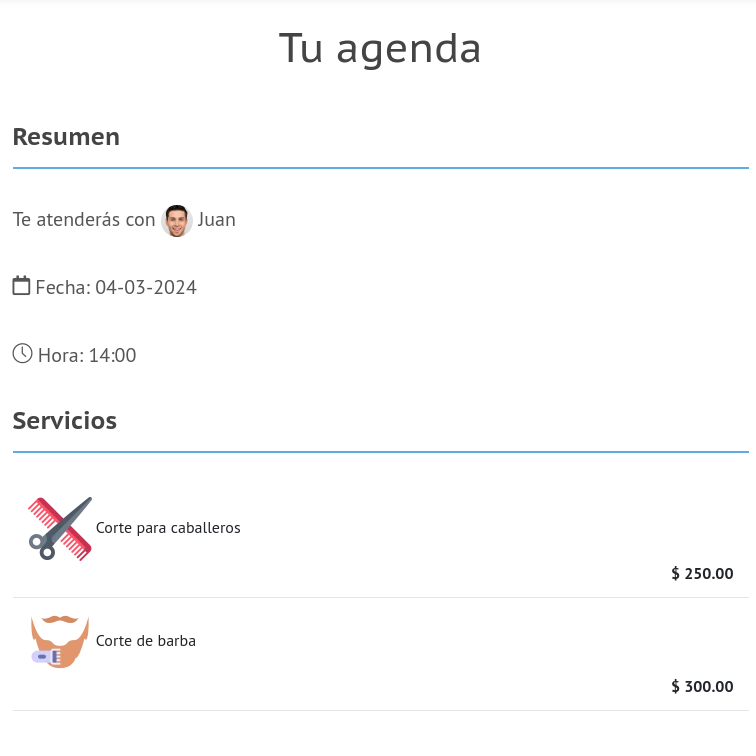 Tu agenda
Resumen
Te atenderás con Juan
Fecha: 04-03-2024
Hora: 14:00
Servicios
Corte para caballeros
$ 250.00
Corte de barba
$ 300.00